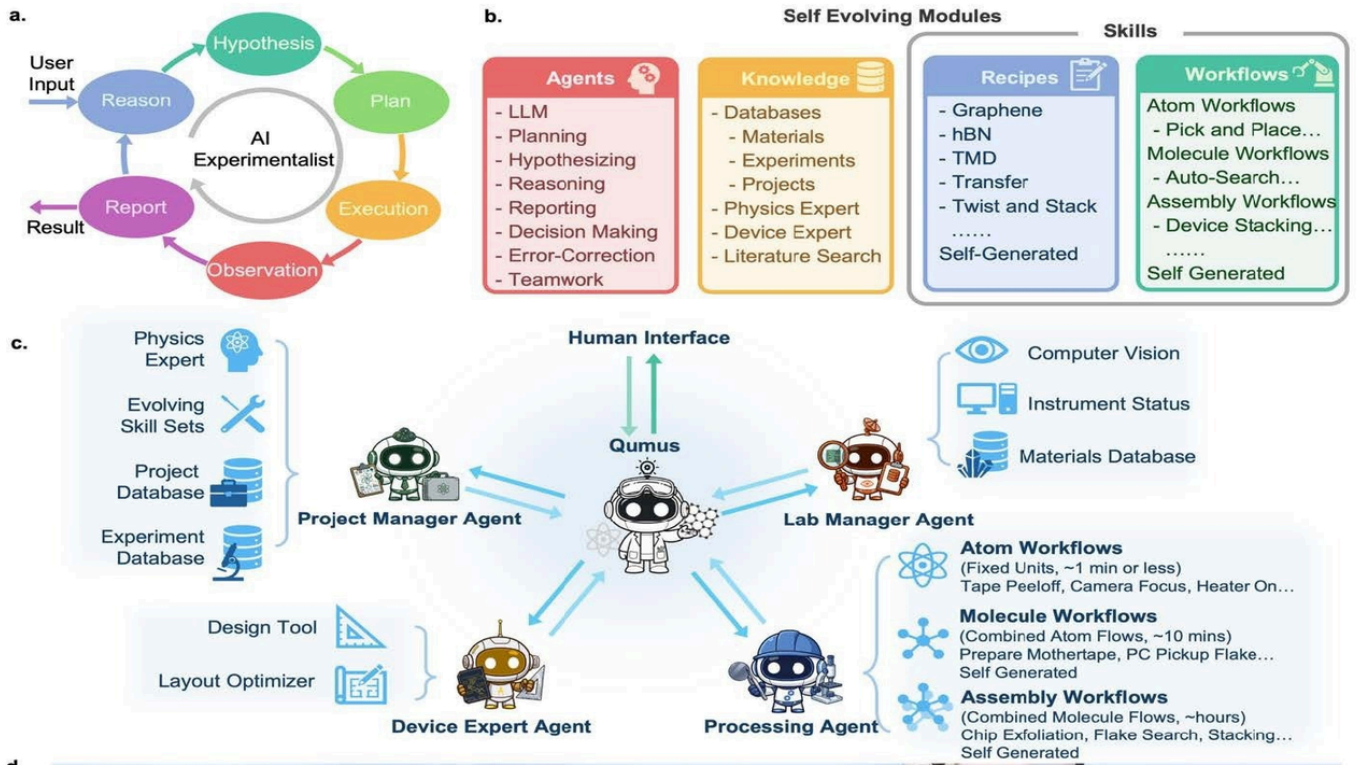 a.
User
Input
Reason
Hypothesis
Plan
Execution
Observation
Report
Result
AI
Experimentalist
b.
Self Evolving Modules
Skills
Agents
- LLM
- Planning
- Hypothesizing
- Reasoning
- Reporting
- Decision Making
- Error-Correction
- Teamwork
Knowledge
- Databases
- Materials
- Experiments
- Projects
- Physics Expert
- Device Expert
- Literature Search
Recipes
- Graphene
- hBN
- TMD
- Transfer
- Twist and Stack
......
Self-Generated
Workflows
Atom Workflows
- Pick and Place...
Molecule Workflows
- Auto-Search...
Assembly Workflows
- Device Stacking...
......
Self Generated
c.
Physics
Expert
Evolving
Skill Sets
Project
Database
Experiment
Database
Project Manager Agent
Human Interface
Qumus
Lab Manager Agent
Computer Vision
Instrument Status
Materials Database
Design Tool
Layout Optimizer
Device Expert Agent
Processing Agent
Atom Workflows
(Fixed Units, ~1 min or less)
Tape Peeloff, Camera Focus, Heater On...
Molecule Workflows
(Combined Atom Flows, ~10 mins)
Prepare Mothertape, PC Pickup Flake...
Self Generated
Assembly Workflows
(Combined Molecule Flows, ~hours)
Chip Exfoliation, Flake Search, Stacking...
Self Generated